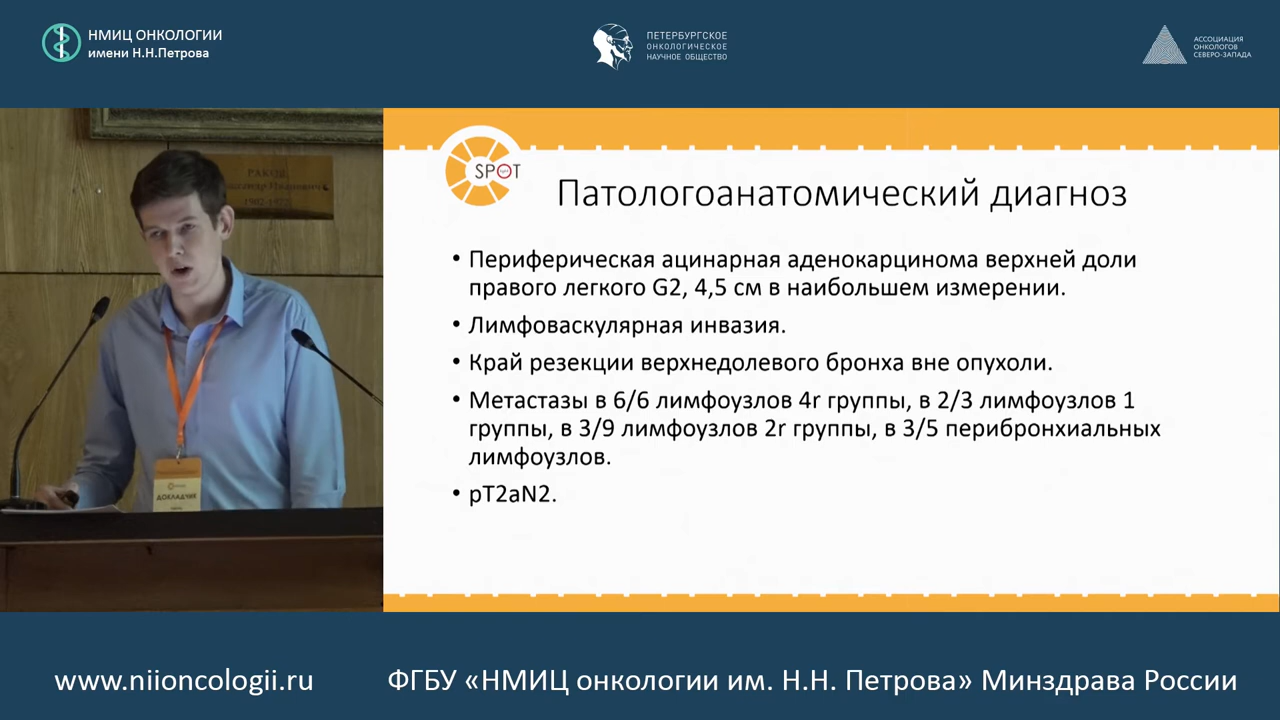 НМИЦ ОНКОЛОГИИ
имени Н.Н.Петрова
ПЕТЕРБУРГСКОЕ
ОНКОЛОГИЧЕСКОЕ
НАУЧНОЕ ОБЩЕСТВО
АССОЦИАЦИЯ
ОНКОЛОГОВ
СЕВЕРО-ЗАПАДА
SPOT
Патологоанатомический диагноз
• Периферическая ацинарная аденокарцинома верхней доли
правого легкого G2, 4,5 см в наибольшем измерении.
• Лимфоваскулярная инвазия.
• Край резекции верхнедолевого бронха вне опухоли.
• Метастазы в 6/6 лимфоузлов 4r группы, в 2/3 лимфоузлов 1
группы, в 3/9 лимфоузлов 2r группы, в 3/5 перибронхиальных
лимфоузлов.
• pT2aN2.
ДОКЛАДЧИК
www.niioncologii.ru
ФГБУ «НМИЦ онкологии им. Н.Н. Петрова» Минздрава России